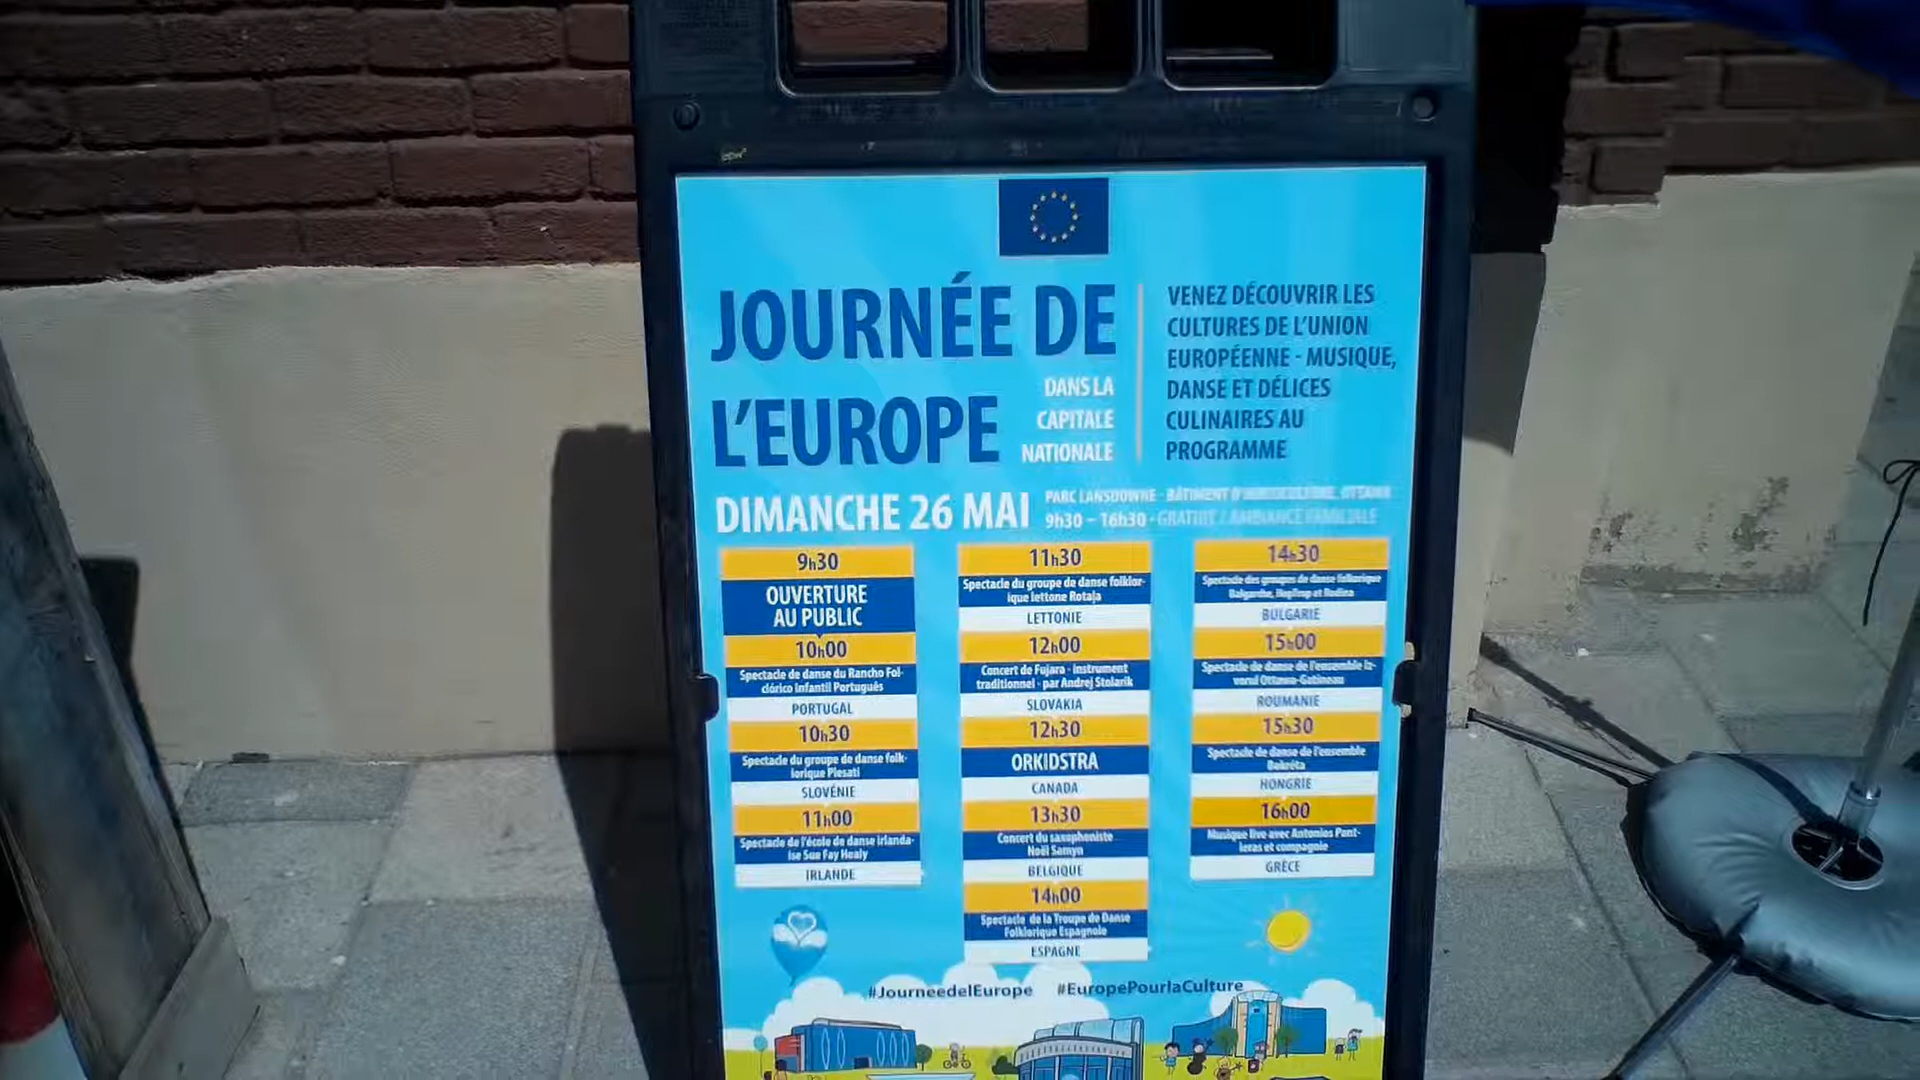 JOURNÉE DE
L'EUROPE
DANS LA
CAPITALE
NATIONALE
VENEZ DÉCOUVRIR LES
CULTURES DE L'UNION
EUROPÉENNE - MUSIQUE,
DANSE ET DÉLICES
CULINAIRES AU
PROGRAMME
DIMANCHE 26 MAI
PARC LANSDOWNE - BÂTIMENT D'HORTICULTURE, OTTAWA
9h30 – 16h30 - GRATUIT / AMBIANCE FAMILIALE
9h30
OUVERTURE
AU PUBLIC
10h00
Spectacle de danse du Rancho Fol-
clórico Infantil Português
PORTUGAL
10h30
Spectacle du groupe de danse folk-
lorique Plesati
SLOVÉNIE
11h00
Spectacle de l'école de danse irlanda-
ise Sue Fay Healy
IRLANDE
11h30
Spectacle du groupe de danse folklor-
ique lettone Rotaļa
LETTONIE
12h00
Concert de Fujara - instrument
traditionnel - par Andrej Stolarik
SLOVAKIA
12h30
ORKIDSTRA
CANADA
13h30
Concert du saxophoniste
Noël Samyn
BELGIQUE
14h00
Spectacle de la Troupe de Danse
Folklorique Espagnole
ESPAGNE
14h30
Spectacle des groupes de danse folklorique
Bulgarche, HopTrop et Rodina
BULGARIE
15h00
Spectacle de danse de l'ensemble Iz-
vorul Ottawa-Gatineau
ROUMANIE
15h30
Spectacle de danse de l'ensemble
Bokréta
HONGRIE
16h00
Musique live avec Antonios Pant-
ieras et compagnie
GRÈCE
#JourneedelEurope #EuropePourlaCulture